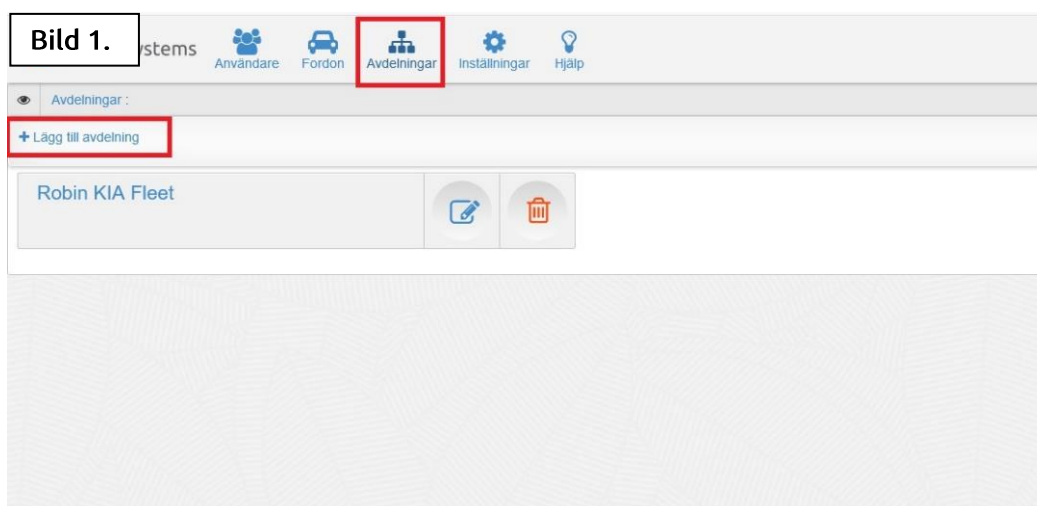 Bild 1.
ystems
Användare
Fordon
Avdelningar
Inställningar
Hjälp
Avdelningar :
Lägg till avdelning
Robin KIA Fleet